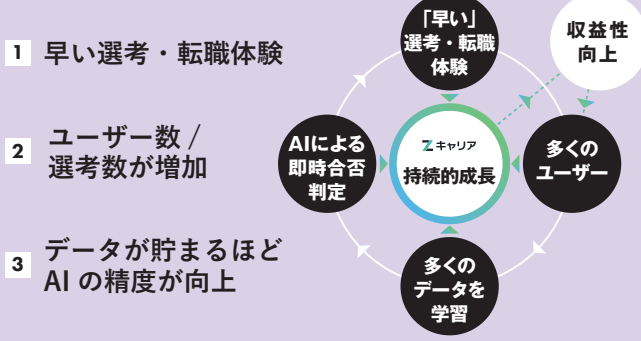 1 早い選考・転職体験
2 ユーザー数 /
選考数が増加
3 データが貯まるほど
AI の精度が向上
「早い」
選考・転職
体験
収益性
向上
AIによる
即時合否
判定
Zキャリア
持続的成長
多くの
ユーザー
多くの
データを
学習